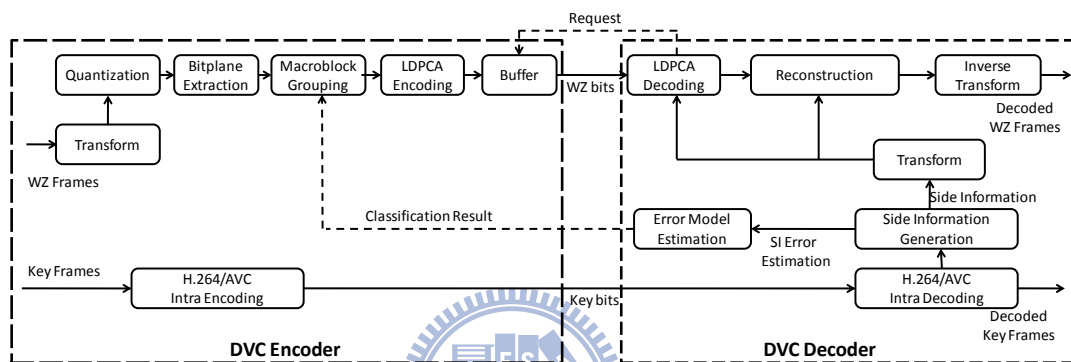 Request
Quantization
Bitplane
Extraction
Macroblock
Grouping
LDPCA
Encoding
Buffer
WZ bits
LDPCA
Decoding
Reconstruction
Inverse
Transform
Decoded
WZ Frames
Transform
WZ Frames
Transform
Side Information
Classification Result
Error Model
Estimation
SI Error
Estimation
Side Information
Generation
Key Frames
H.264/AVC
Intra Encoding
Key bits
H.264/AVC
Intra Decoding
Decoded
Key Frames
DVC Encoder
DVC Decoder